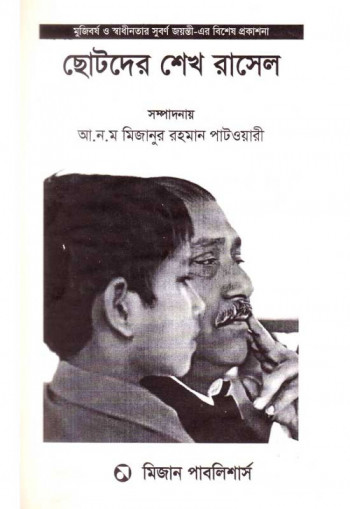 মুজিববর্ষ ও স্বাধীনতার সুবর্ণ জয়ন্তী-এর বিশেষ প্রকাশনা
ছোটদের শেখ রাসেল
সম্পাদনায়
আ.ন.ম মিজানুর রহমান পাটওয়ারী
মিজান পাবলিশার্স